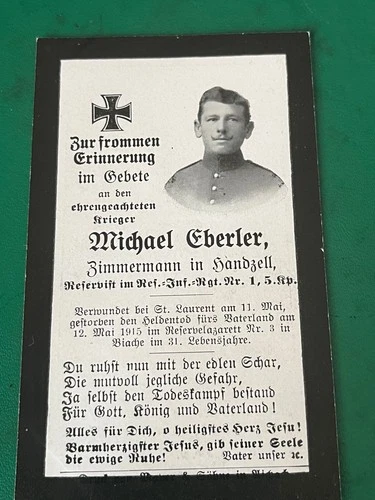 Zur frommen
Erinnerung
im Gebete
an den
ehrengeachteten
Krieger
Michael Eberler,
Zimmermann in Handzell,
Reservist im Res.-Inf.-Rgt. Nr. 1, 5. Kp.
Verwundet bei St. Laurent am 11. Mai,
gestorben den Heldentod fürs Vaterland am
12. Mai 1915 im Reservelazarett Nr. 3 in
Biache im 31. Lebensjahre.
Du ruhst nun mit der edlen Schar,
Die mutvoll jegliche Gefahr,
Ja selbst den Todeskampf bestand
Für Gott, König und Vaterland!
Alles für Dich, o heiligstes Herz Jesu!
Barmherzigster Jesus, gib seiner Seele
die ewige Ruhe! Vater unser ꝛc.